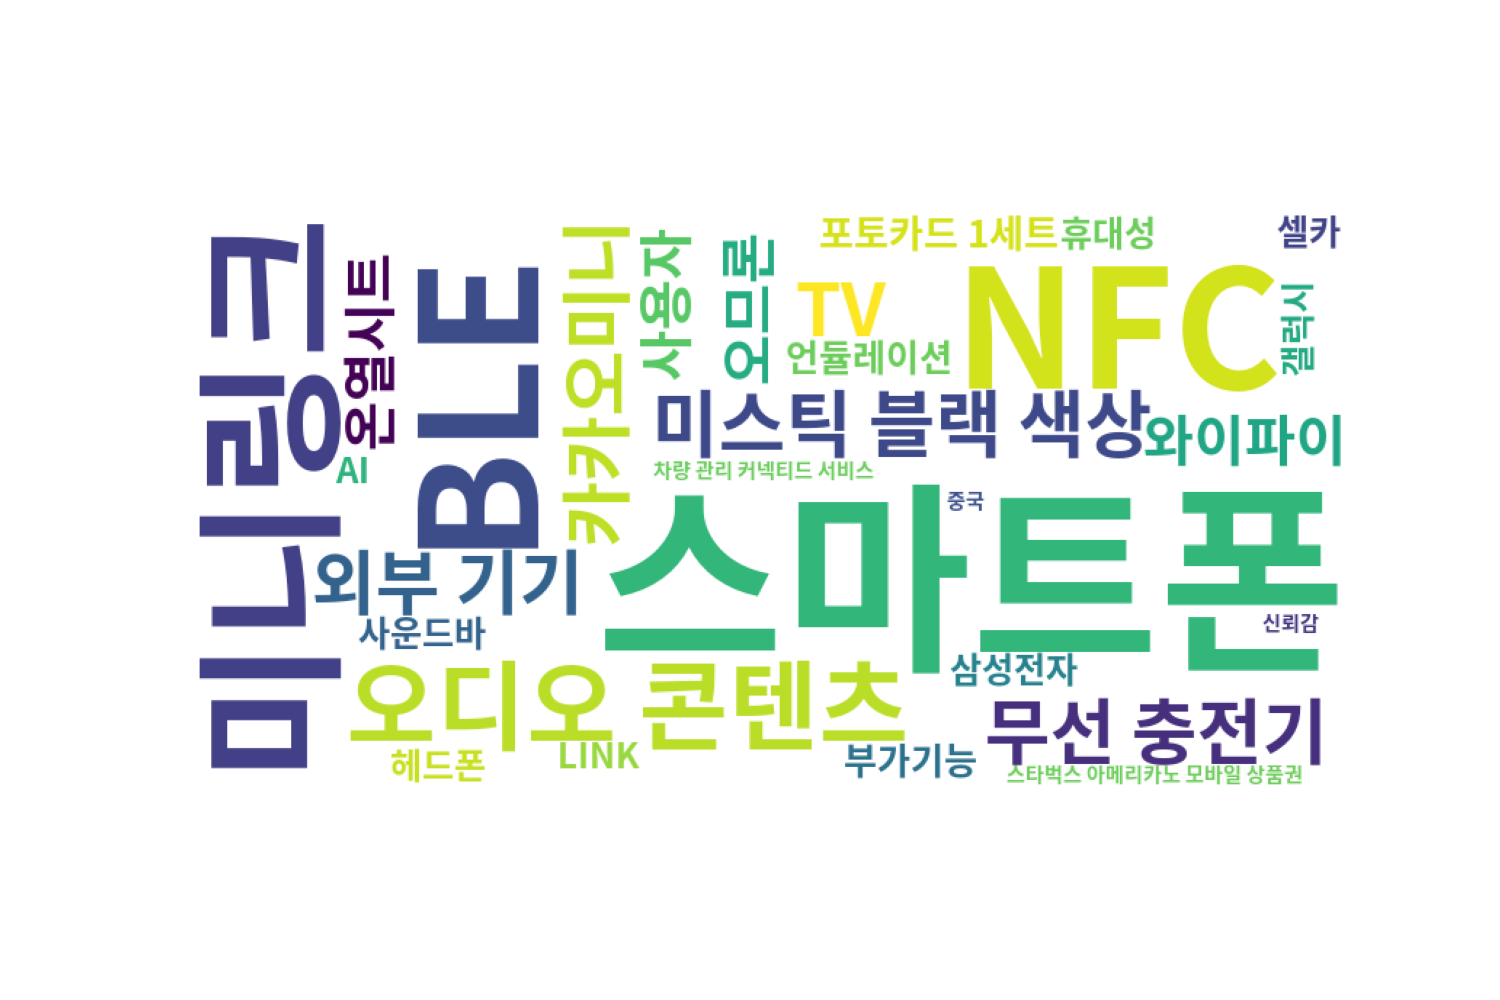 미니링크
온열시트
AI
BLE
카카오미니
사용자
오므론
포토카드 1세트
휴대성
셀카
TV
언듈레이션
NFC
갤럭시
미스틱 블랙 색상
와이파이
차량 관리 커넥티드 서비스
중국
스마트폰
외부 기기
사운드바
신뢰감
삼성전자
오디오 콘텐츠
헤드폰
LINK
부가기능
무선 충전기
스타벅스 아메리카노 모바일 상품권